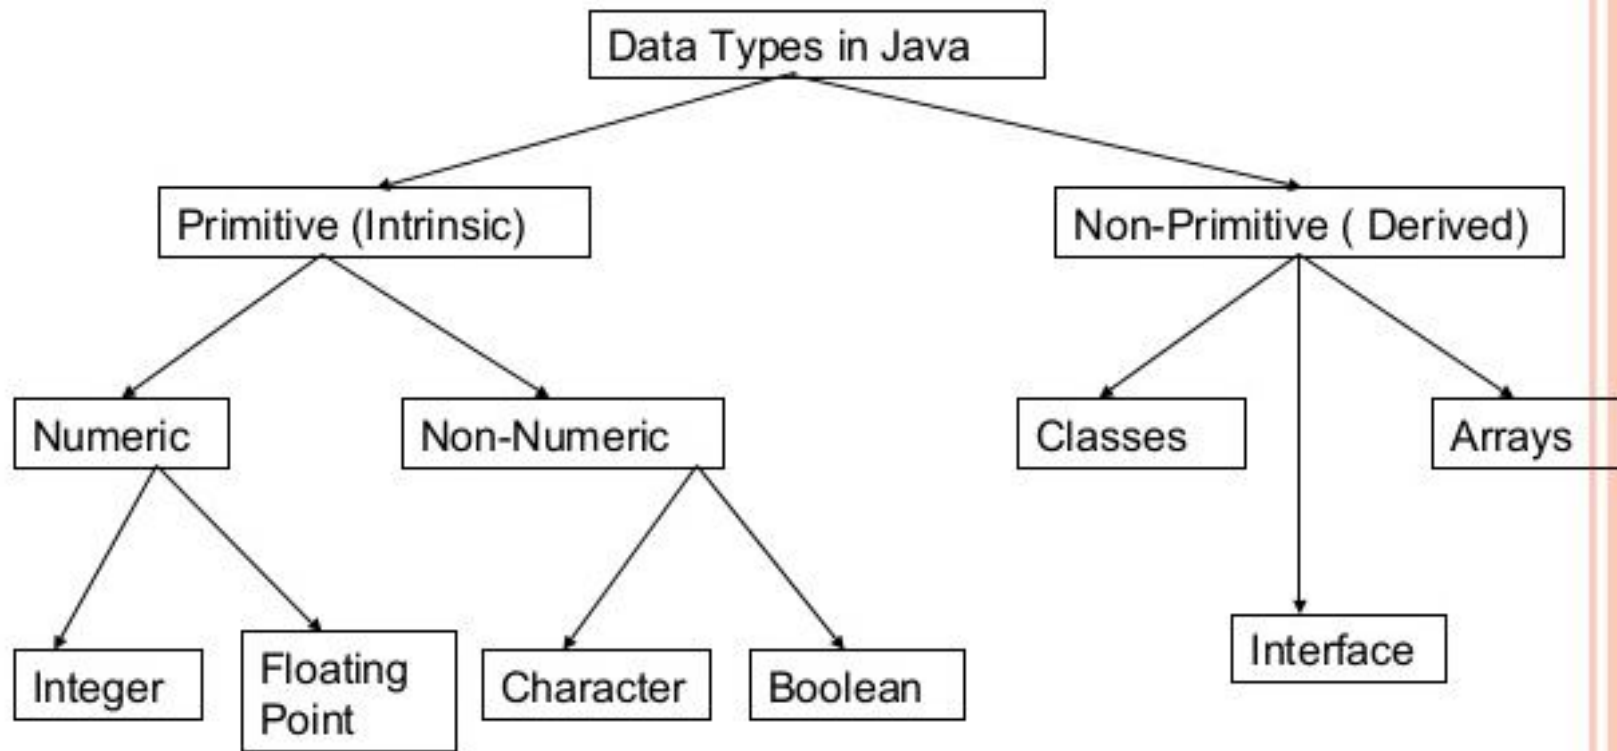 Data Types in Java
Primitive (Intrinsic)
Non-Primitive ( Derived)
Numeric
Non-Numeric
Classes
Arrays
Integer
Floating
Point
Character
Boolean
Interface